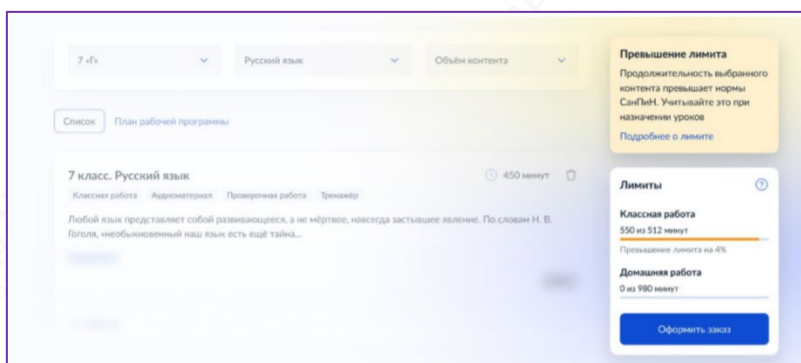 7 «Г»
Русский язык
Объём контента
Список
План рабочей программы
7 класс. Русский язык
450 минут
Классная работа
Аудиоматериал
Проверочная работа
Тренажёр
Любой язык представляет собой развивающееся, а не мёртвое, навсегда застывшее явление. По словам Н. В.
Гоголя, «необыкновенный наш язык есть ещё тайна...
Превышение лимита
Продолжительность выбранного
контента превышает нормы
СанПиН. Учитывайте это при
назначении уроков
Подробнее о лимите
Лимиты
Классная работа
550 из 512 минут
Превышение лимита на 4%
Домашняя работа
0 из 980 минут
Оформить заказ